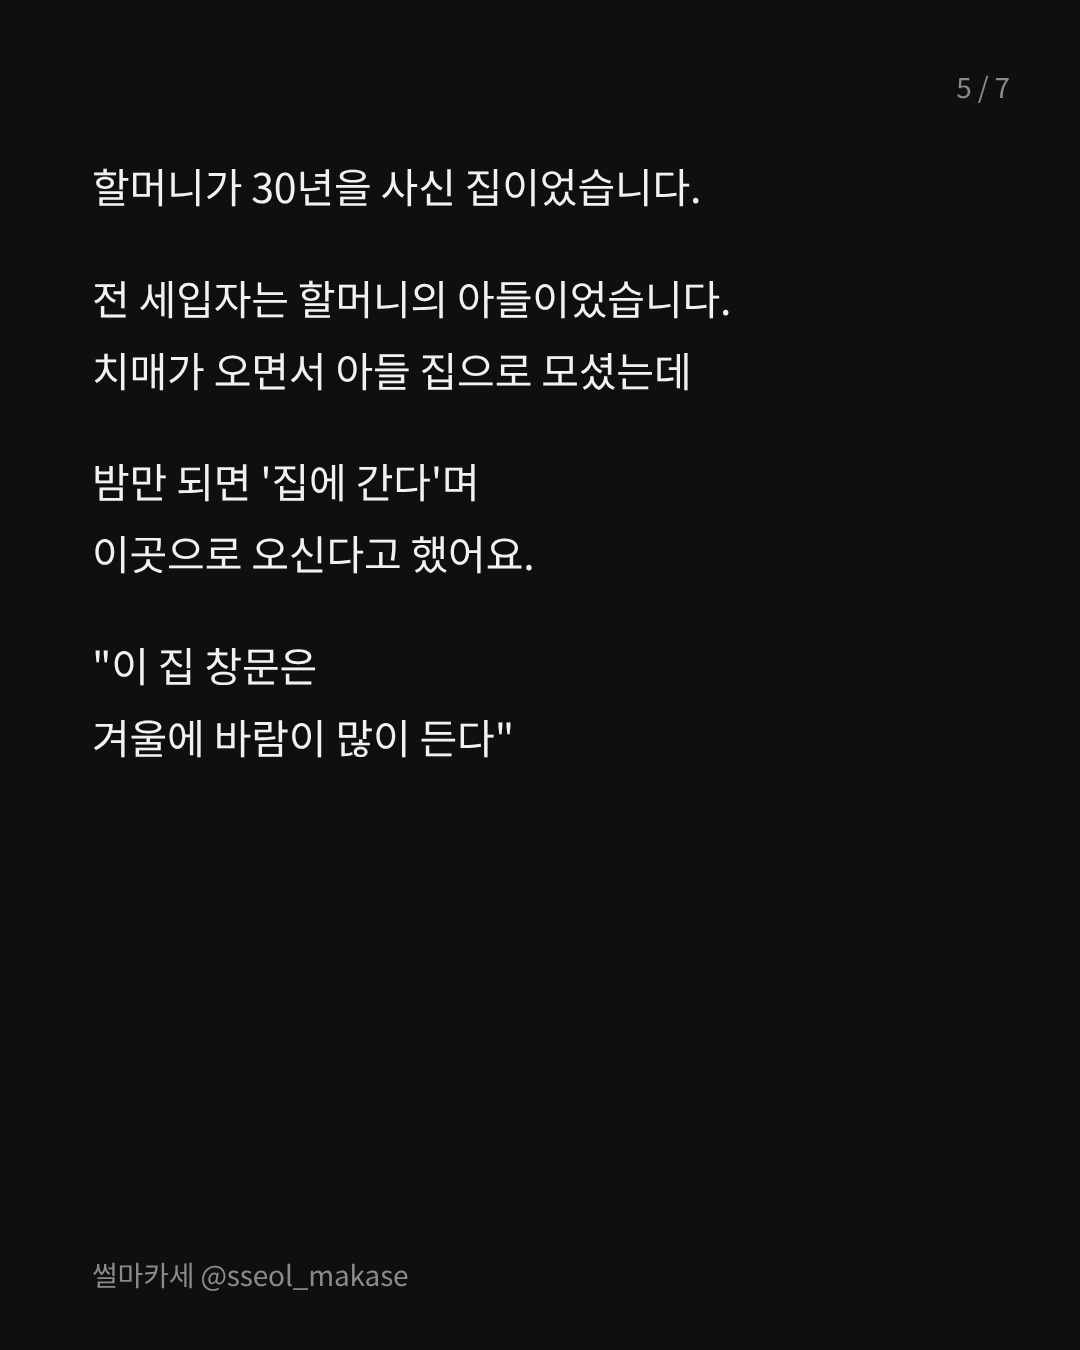 5 / 7
할머니가 30년을 사신 집이었습니다.
전 세입자는 할머니의 아들이었습니다.
치매가 오면서 아들 집으로 모셨는데
밤만 되면 '집에 간다'며
이곳으로 오신다고 했어요.
"이 집 창문은
겨울에 바람이 많이 든다"
썰마카세 @sseol_makase